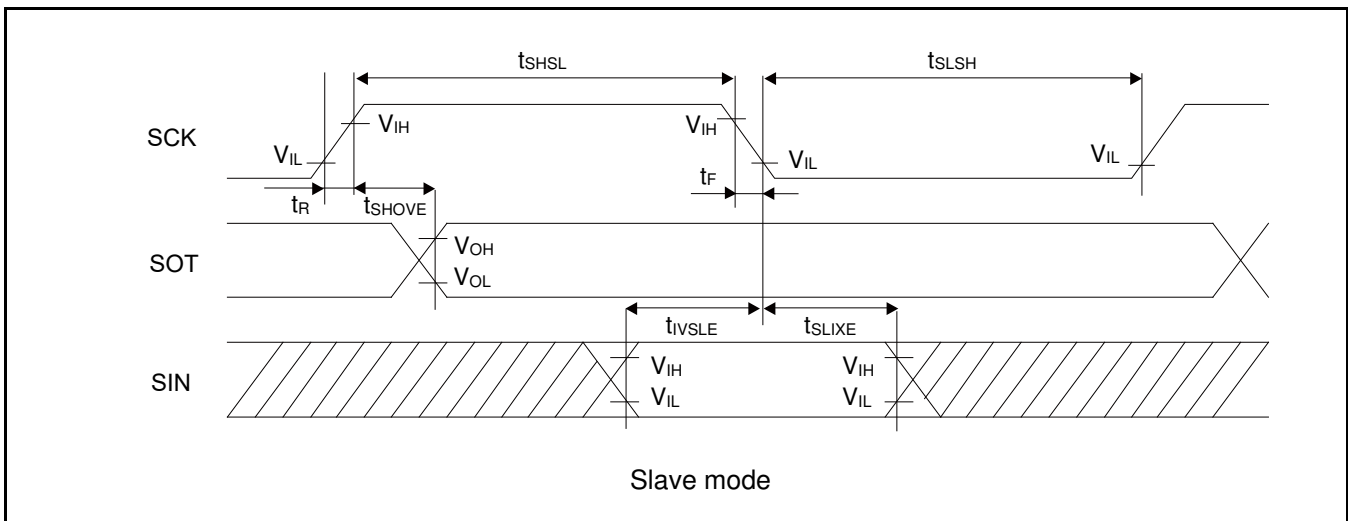 tSHSL tSLSH
SCK VIH VIH
VIL VIL VIL
tR tSHOVE tF
SOT VOH
VOL
tIVSLE tSLIXE
SIN VIH VIH
VIL VIL
Slave mode